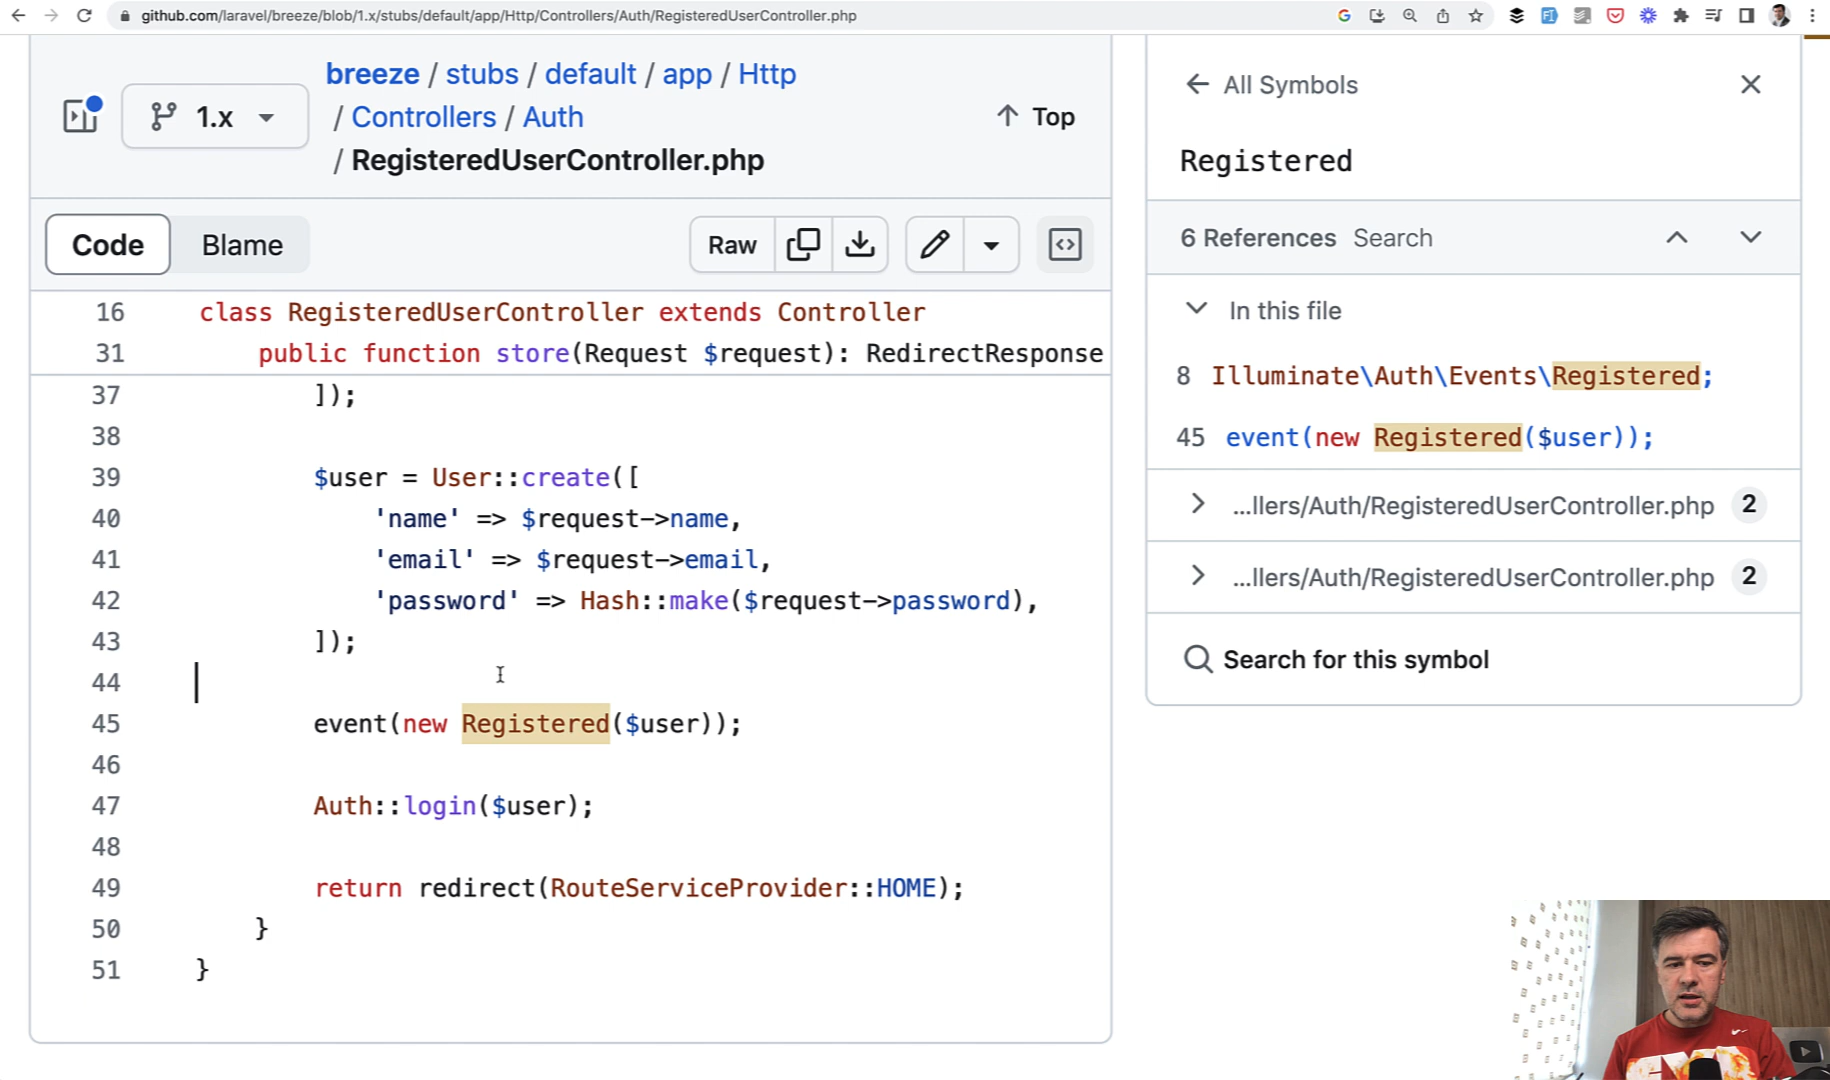 github.com/laravel/breeze/blob/1.x/stubs/default/app/Http/Controllers/Auth/RegisteredUserController.php
breeze / stubs / default / app / Http
/ Controllers / Auth
/ RegisteredUserController.php
1.x
Top
Code
Blame
Raw
16 class RegisteredUserController extends Controller
31 public function store(Request $request): RedirectResponse
37 ]);
38
39 $user = User::create([
40 'name' => $request->name,
41 'email' => $request->email,
42 'password' => Hash::make($request->password),
43 ]);
44
45 event(new Registered($user));
46
47 Auth::login($user);
48
49 return redirect(RouteServiceProvider::HOME);
50 }
51 }
All Symbols
Registered
6 References Search
In this file
8 Illuminate\Auth\Events\Registered;
45 event(new Registered($user));
...llers/Auth/RegisteredUserController.php 2
...llers/Auth/RegisteredUserController.php 2
Search for this symbol